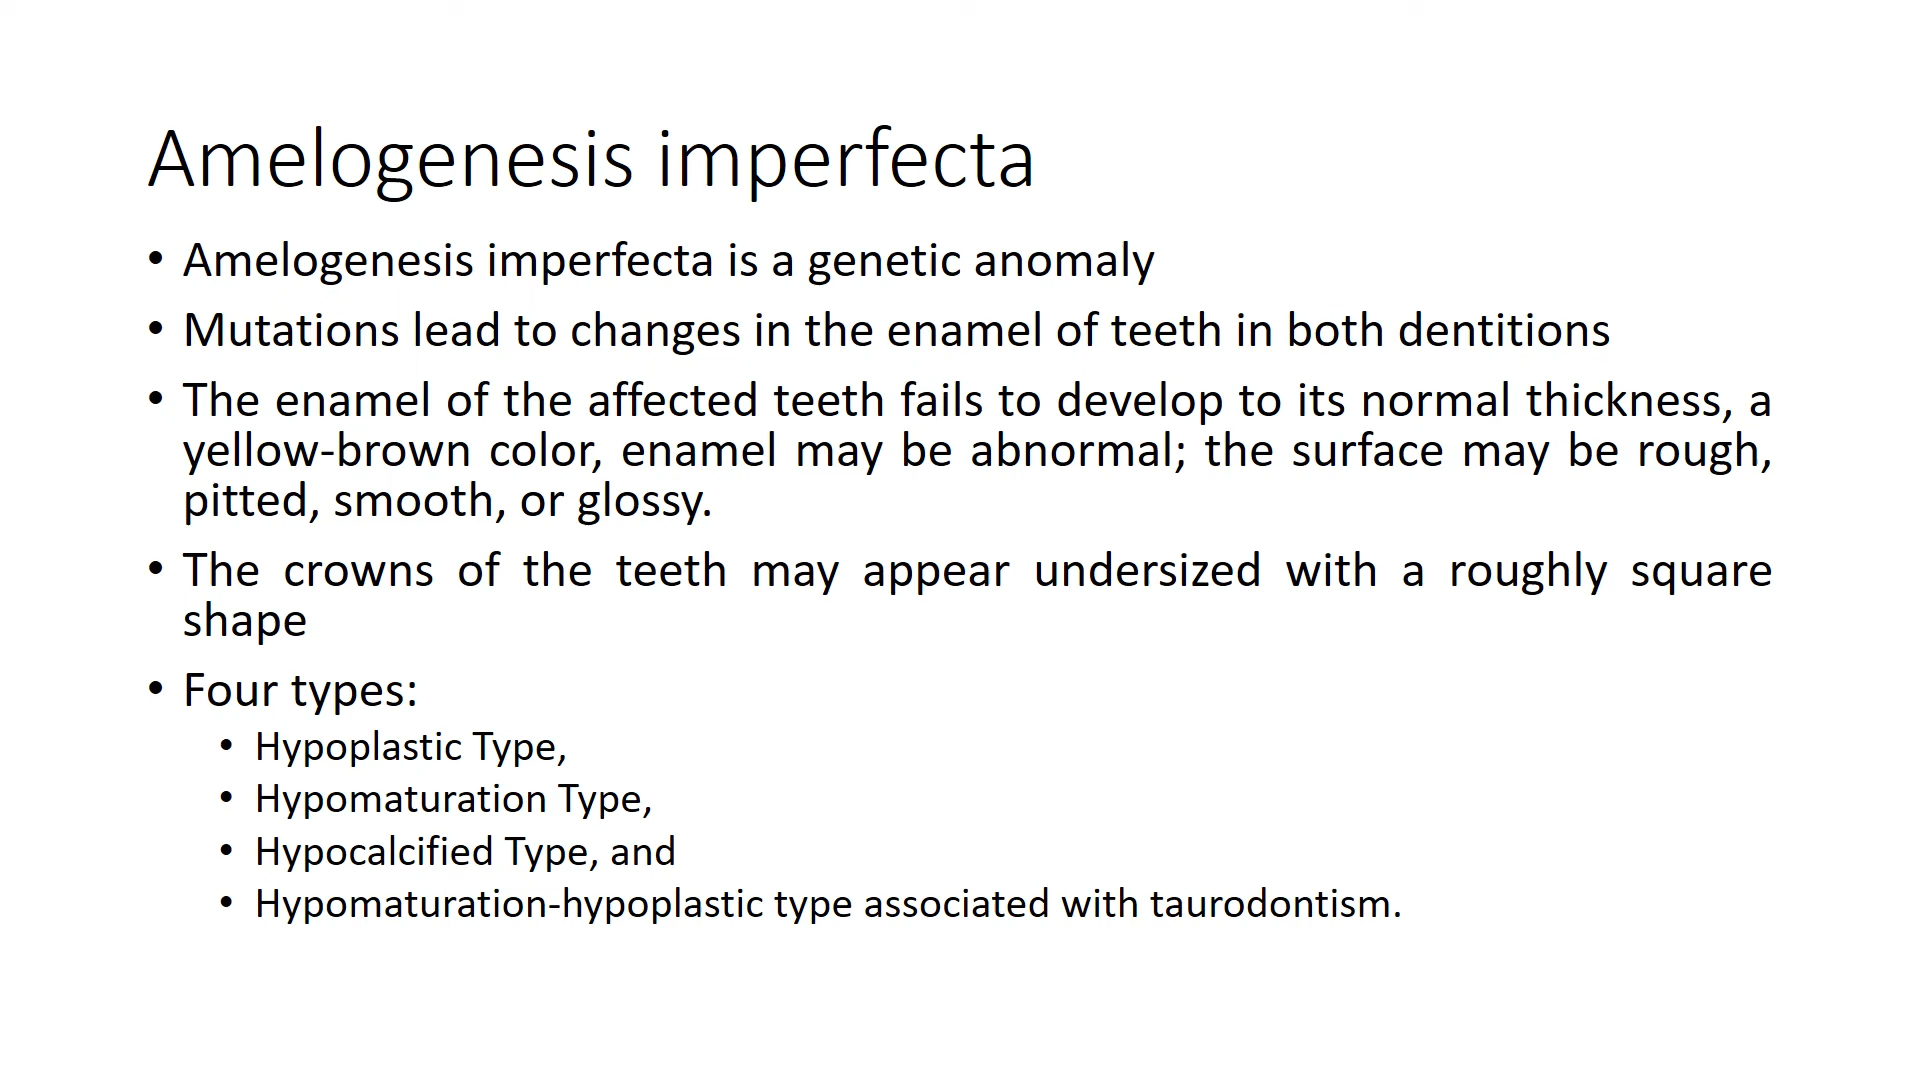 Amelogenesis imperfecta
• Amelogenesis imperfecta is a genetic anomaly
• Mutations lead to changes in the enamel of teeth in both dentitions
• The enamel of the affected teeth fails to develop to its normal thickness, a
yellow-brown color, enamel may be abnormal; the surface may be rough,
pitted, smooth, or glossy.
• The crowns of the teeth may appear undersized with a roughly square
shape
• Four types:
• Hypoplastic Type,
• Hypomaturation Type,
• Hypocalcified Type, and
• Hypomaturation-hypoplastic type associated with taurodontism.